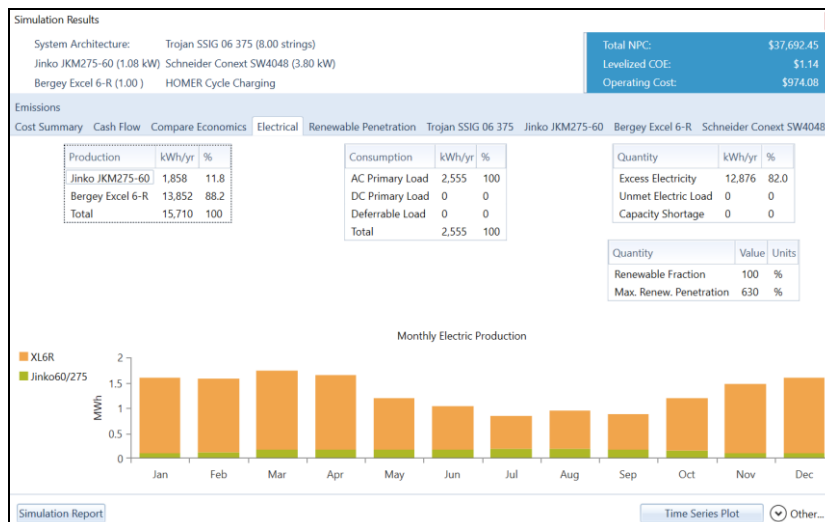 Simulation Results
System Architecture: Trojan SSIG 06 375 (8.00 strings)
Jinko JKM275-60 (1.08 kW) Schneider Conext SW4048 (3.80 kW)
Bergey Excel 6-R (1.00 ) HOMER Cycle Charging
Total NPC: $37,692.45
Levelized COE: $1.14
Operating Cost: $974.08
Emissions
Cost Summary Cash Flow Compare Economics Electrical Renewable Penetration Trojan SSIG 06 375 Jinko JKM275-60 Bergey Excel 6-R Schneider Conext SW4048
Production kWh/yr %
Jinko JKM275-60 1,858 11.8
Bergey Excel 6-R 13,852 88.2
Total 15,710 100
Consumption kWh/yr %
AC Primary Load 2,555 100
DC Primary Load 0 0
Deferrable Load 0 0
Total 2,555 100
Quantity kWh/yr %
Excess Electricity 12,876 82.0
Unmet Electric Load 0 0
Capacity Shortage 0 0
Quantity Value Units
Renewable Fraction 100 %
Max. Renew. Penetration 630 %
Monthly Electric Production
XL6R
Jinko60/275
MWh
2
1.5
1
0.5
0
Jan Feb Mar Apr May Jun Jul Aug Sep Oct Nov Dec
Simulation Report Time Series Plot Other...